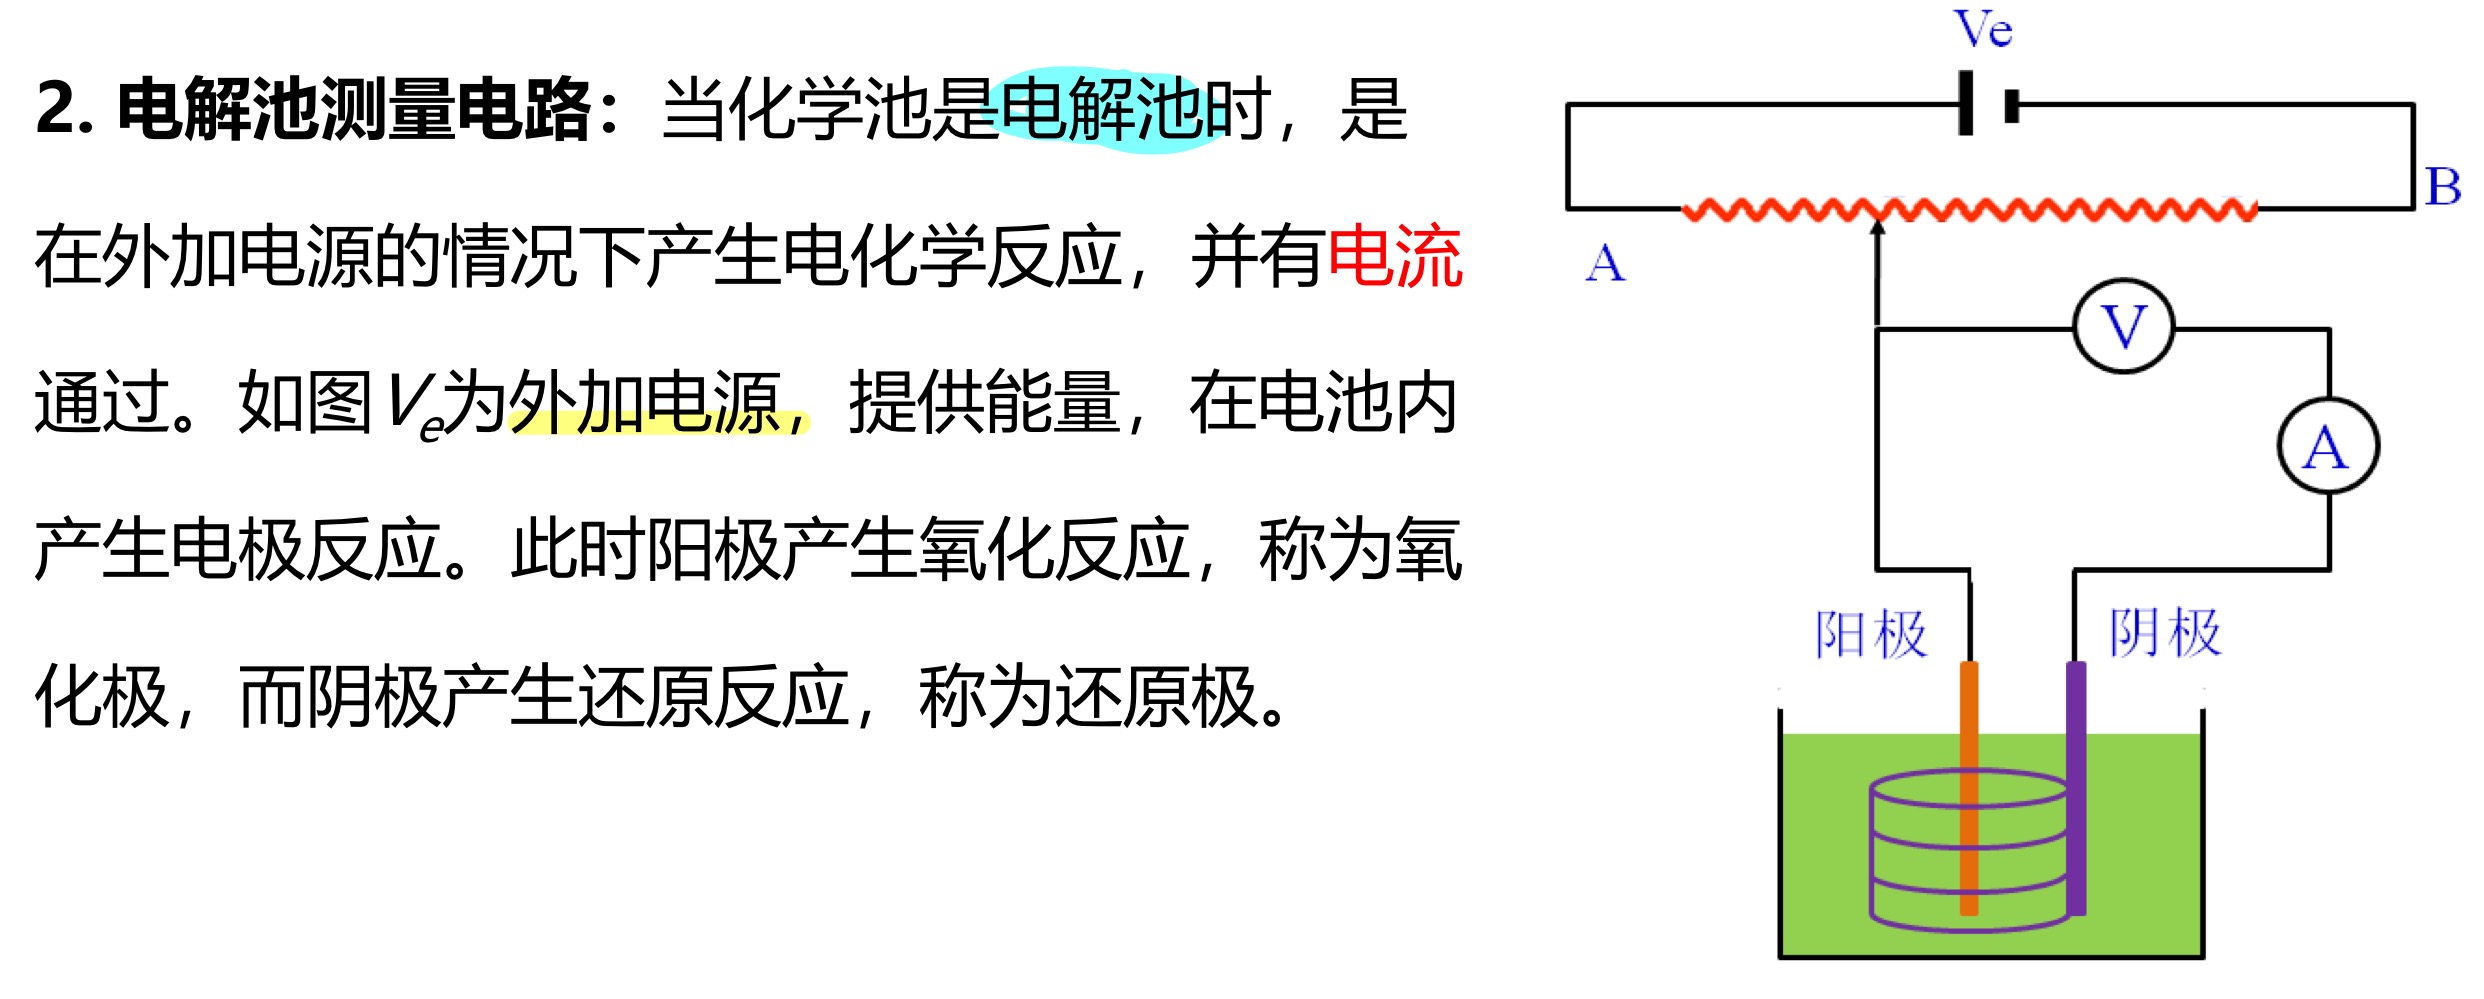 2. 电解池测量电路：当化学池是电解池时，是
在外加电源的情况下产生电化学反应，并有电流
通过。如图Ve为外加电源，提供能量，在电池内
产生电极反应。此时阳极产生氧化反应，称为氧
化极，而阴极产生还原反应，称为还原极。
Ve
B
A
V
A
阳极
阴极